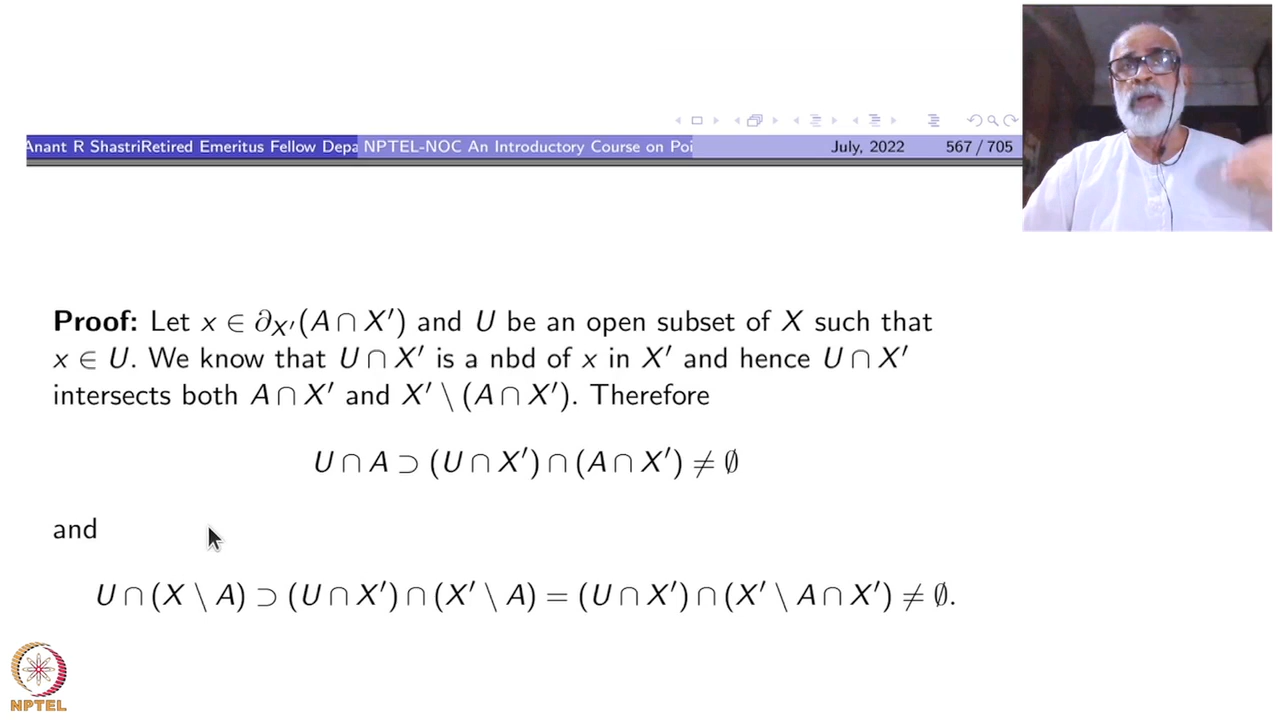 Anant R ShastriRetired Emeritus Fellow Depa NPTEL-NOC An Introductory Course on Poi July, 2022 567 / 705
Proof: Let x ∈ ∂X′(A ∩ X′) and U be an open subset of X such that
x ∈ U. We know that U ∩ X′ is a nbd of x in X′ and hence U ∩ X′
intersects both A ∩ X′ and X′ \ (A ∩ X′). Therefore
U ∩ A ⊃ (U ∩ X′) ∩ (A ∩ X′) ≠ ∅
and
U ∩ (X \ A) ⊃ (U ∩ X′) ∩ (X′ \ A) = (U ∩ X′) ∩ (X′ \ A ∩ X′) ≠ ∅.
NPTEL